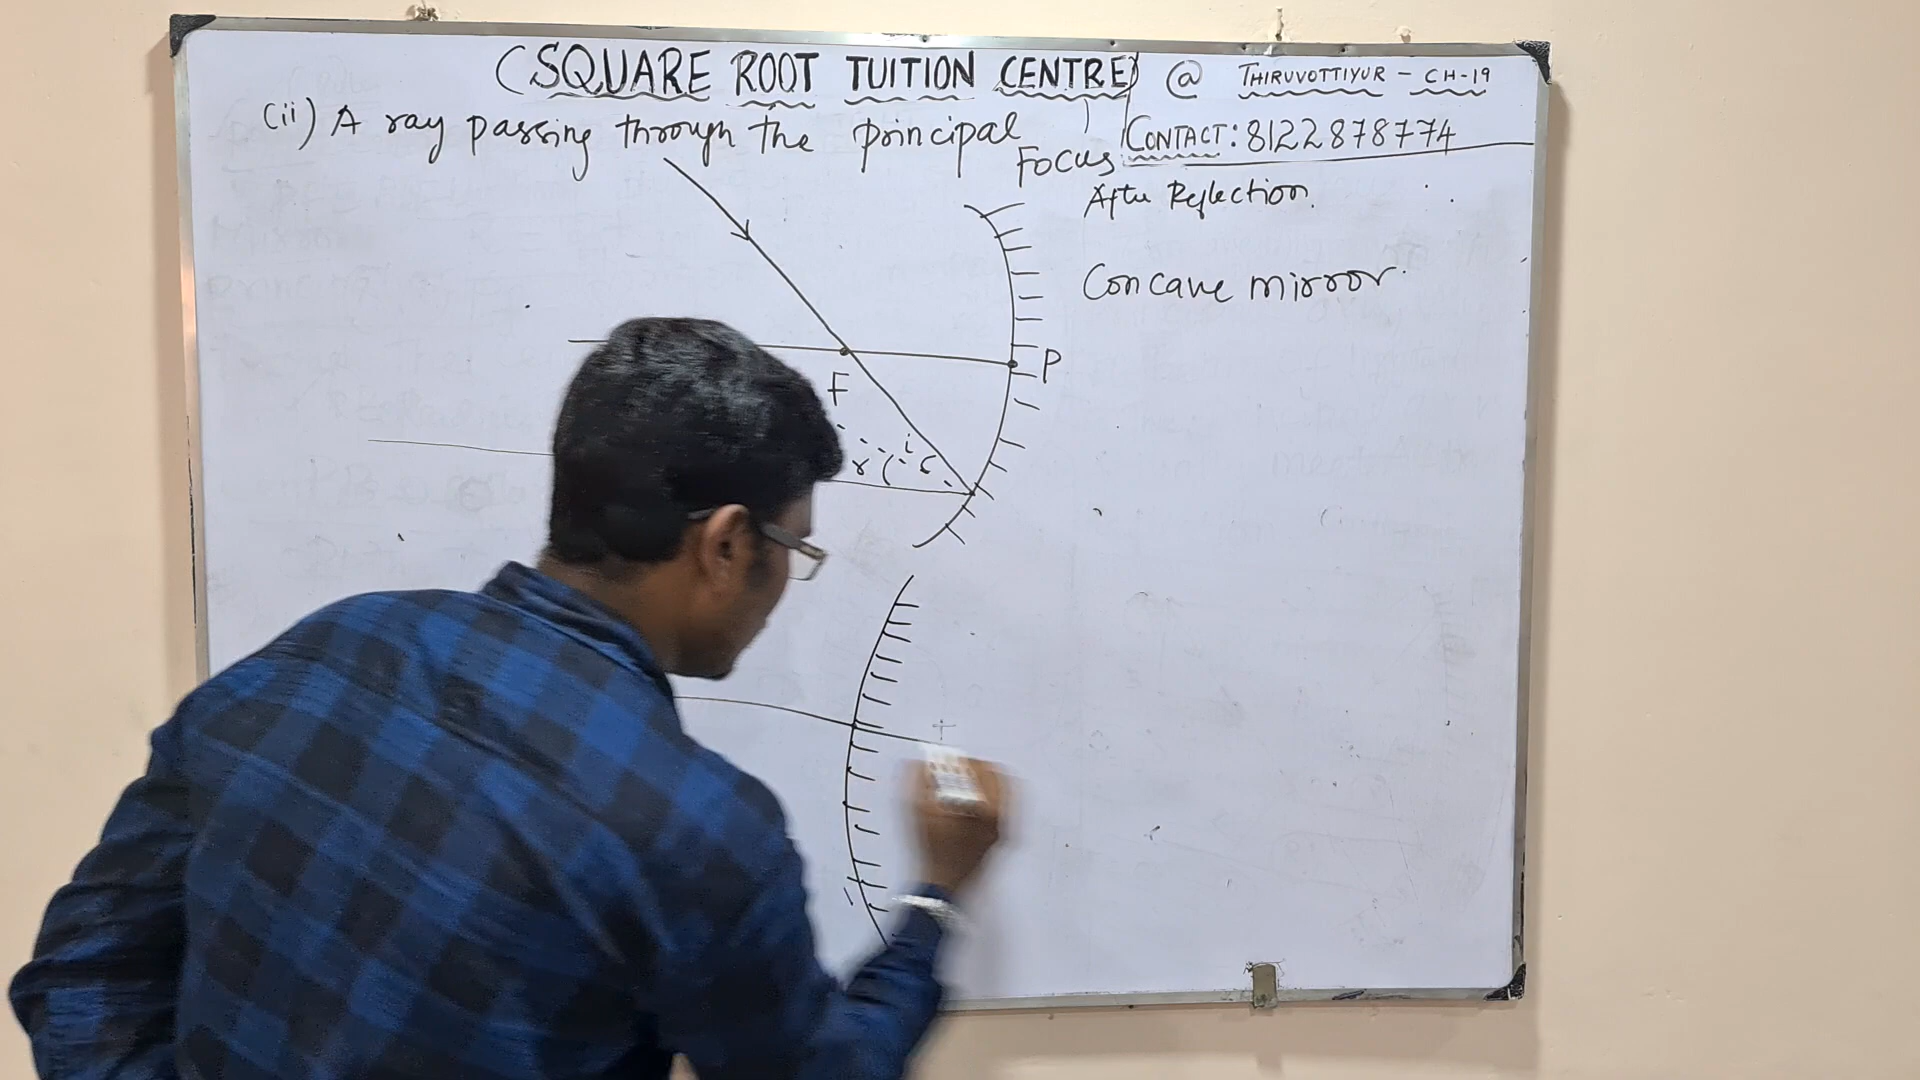 (SQUARE ROOT TUITION CENTRE) @ THIRUVOTTIYUR - CH-19
(ii) A ray passing through the principal Focus
CONTACT: 8122878774
After Reflection.
Concave mirror.
P
F
i
r